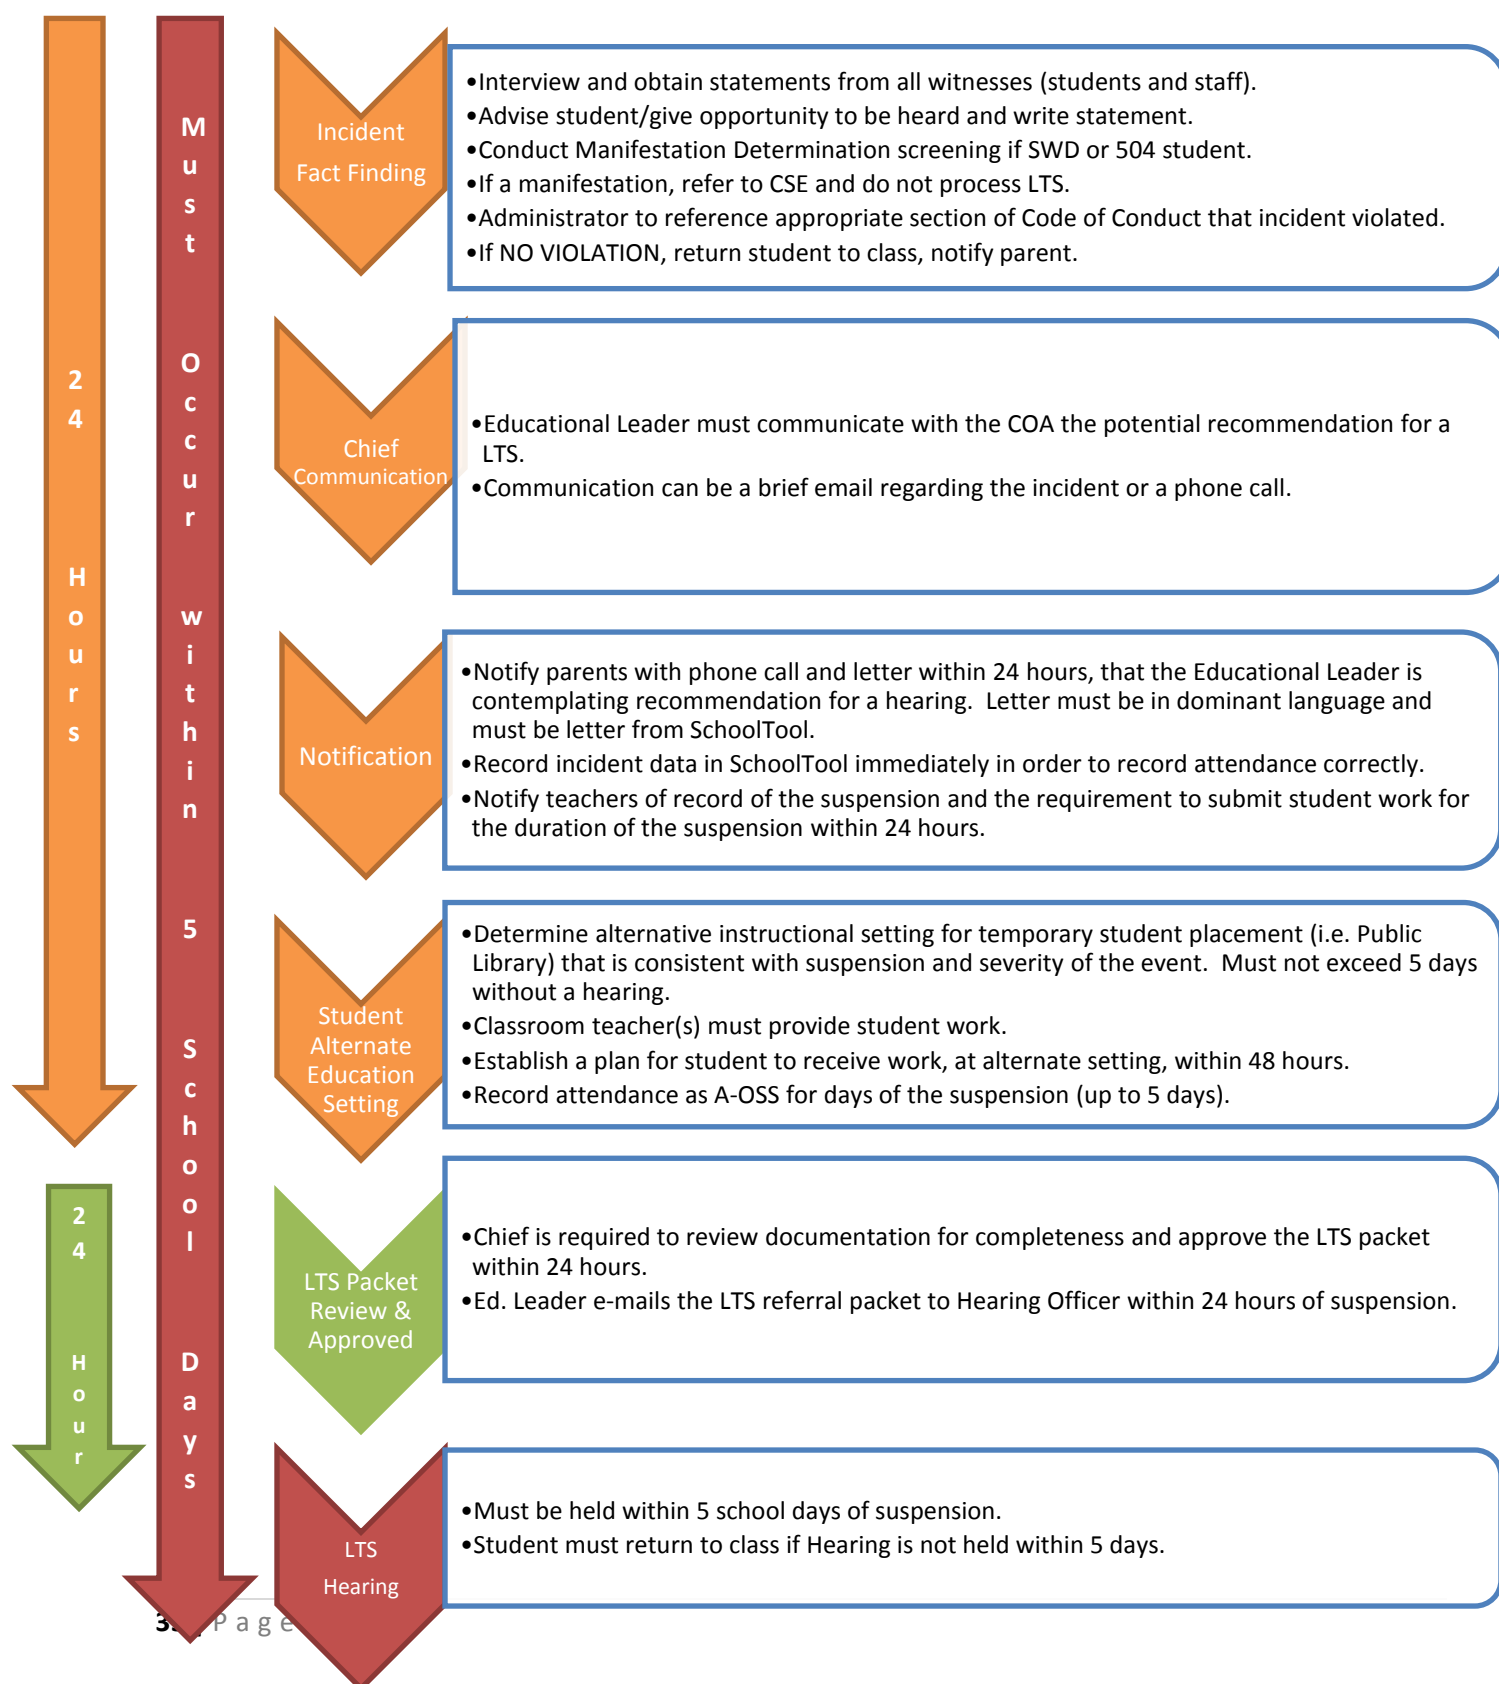 24 Hours
Must Occur within 5 School Days
Incident
Fact Finding
•Interview and obtain statements from all witnesses (students and staff).
•Advise student/give opportunity to be heard and write statement.
•Conduct Manifestation Determination screening if SWD or 504 student.
•If a manifestation, refer to CSE and do not process LTS.
•Administrator to reference appropriate section of Code of Conduct that incident violated.
•If NO VIOLATION, return student to class, notify parent.
Chief
Communication
•Educational Leader must communicate with the COA the potential recommendation for a
LTS.
•Communication can be a brief email regarding the incident or a phone call.
Notification
•Notify parents with phone call and letter within 24 hours, that the Educational Leader is
contemplating recommendation for a hearing.  Letter must be in dominant language and
must be letter from SchoolTool.
•Record incident data in SchoolTool immediately in order to record attendance correctly.
•Notify teachers of record of the suspension and the requirement to submit student work for
the duration of the suspension within 24 hours.
Student
Alternate
Education
Setting
•Determine alternative instructional setting for temporary student placement (i.e. Public
Library) that is consistent with suspension and severity of the event.  Must not exceed 5 days
without a hearing.
•Classroom teacher(s) must provide student work.
•Establish a plan for student to receive work, at alternate setting, within 48 hours.
•Record attendance as A-OSS for days of the suspension (up to 5 days).
24 Hour
LTS Packet
Review &
Approved
•Chief is required to review documentation for completeness and approve the LTS packet
within 24 hours.
•Ed. Leader e-mails the LTS referral packet to Hearing Officer within 24 hours of suspension.
LTS
Hearing
•Must be held within 5 school days of suspension.
•Student must return to class if Hearing is not held within 5 days.
Page